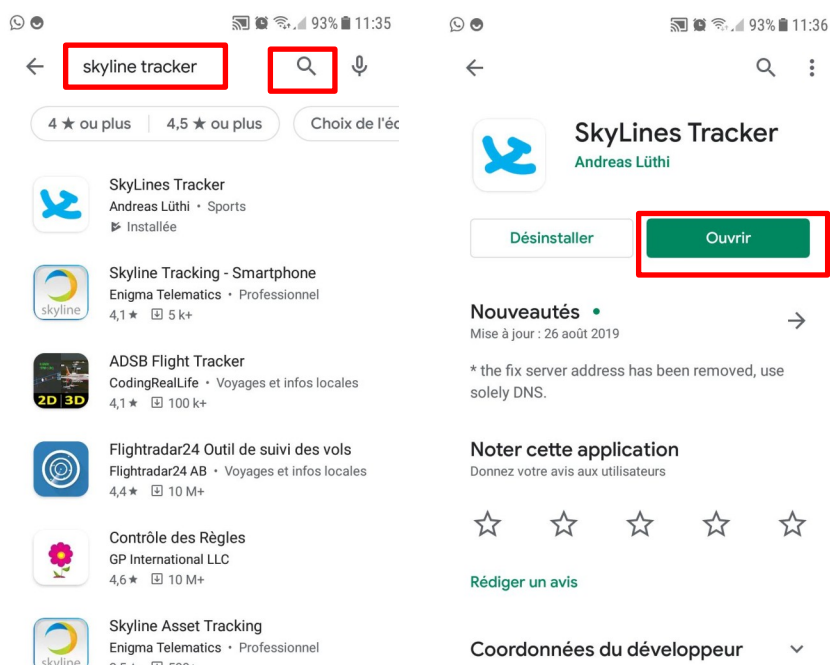 93% 11:35
skyline tracker
4 ★ ou plus | 4,5 ★ ou plus
Choix de l'éc
SkyLines Tracker
Andreas Lüthi • Sports
Installée
skyline
Skyline Tracking - Smartphone
Enigma Telematics • Professionnel
4,1 ★ 5 k+
2D 3D
ADSB Flight Tracker
CodingRealLife • Voyages et infos locales
4,1 ★ 100 k+
Flightradar24 Outil de suivi des vols
Flightradar24 AB • Voyages et infos locales
4,4 ★ 10 M+
Contrôle des Règles
GP International LLC
4,6 ★ 10 M+
skyline
Skyline Asset Tracking
Enigma Telematics • Professionnel
93% 11:36
SkyLines Tracker
Andreas Lüthi
Désinstaller
Ouvrir
Nouveautés •
Mise à jour : 26 août 2019
* the fix server address has been removed, use
solely DNS.
Noter cette application
Donnez votre avis aux utilisateurs
Rédiger un avis
Coordonnées du développeur